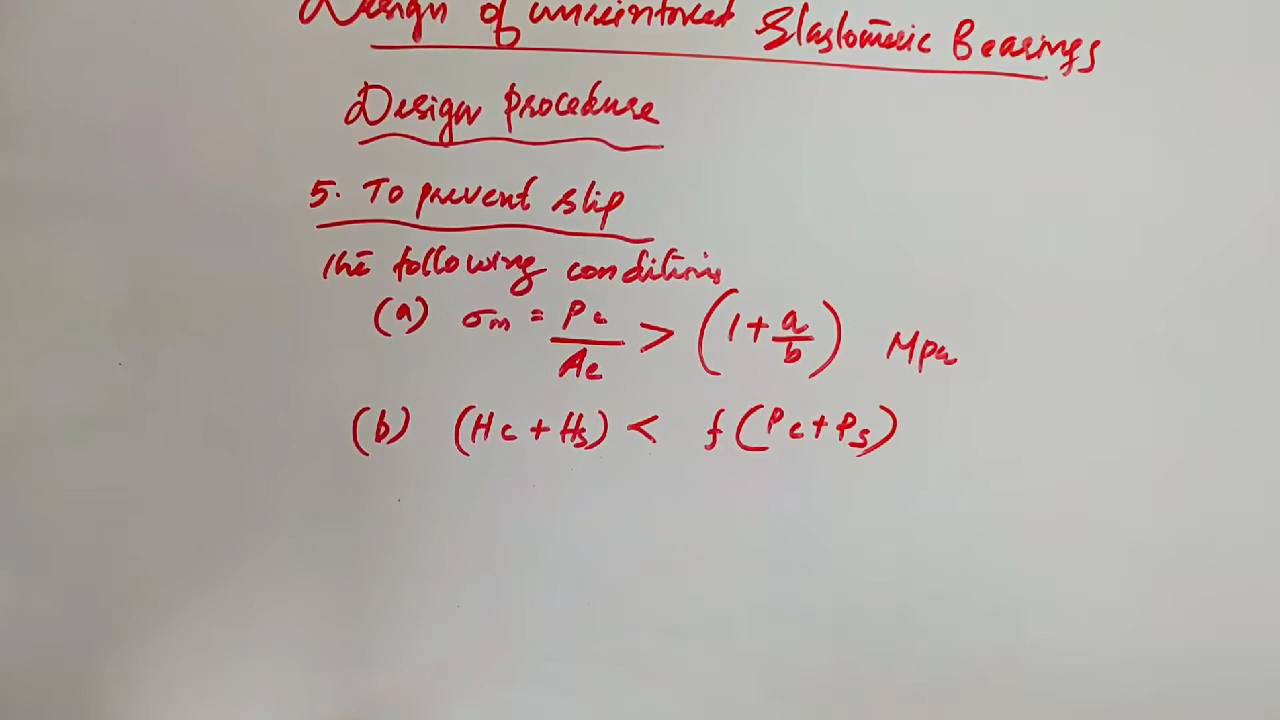 Design of unreinforced Elastomeric Bearings
Design procedure
5. To prevent slip
The following conditions
(a) σm = Pc/Ae > (1 + a/b) Mpa
(b) (Hc + Hs) < f(Pc + Ps)